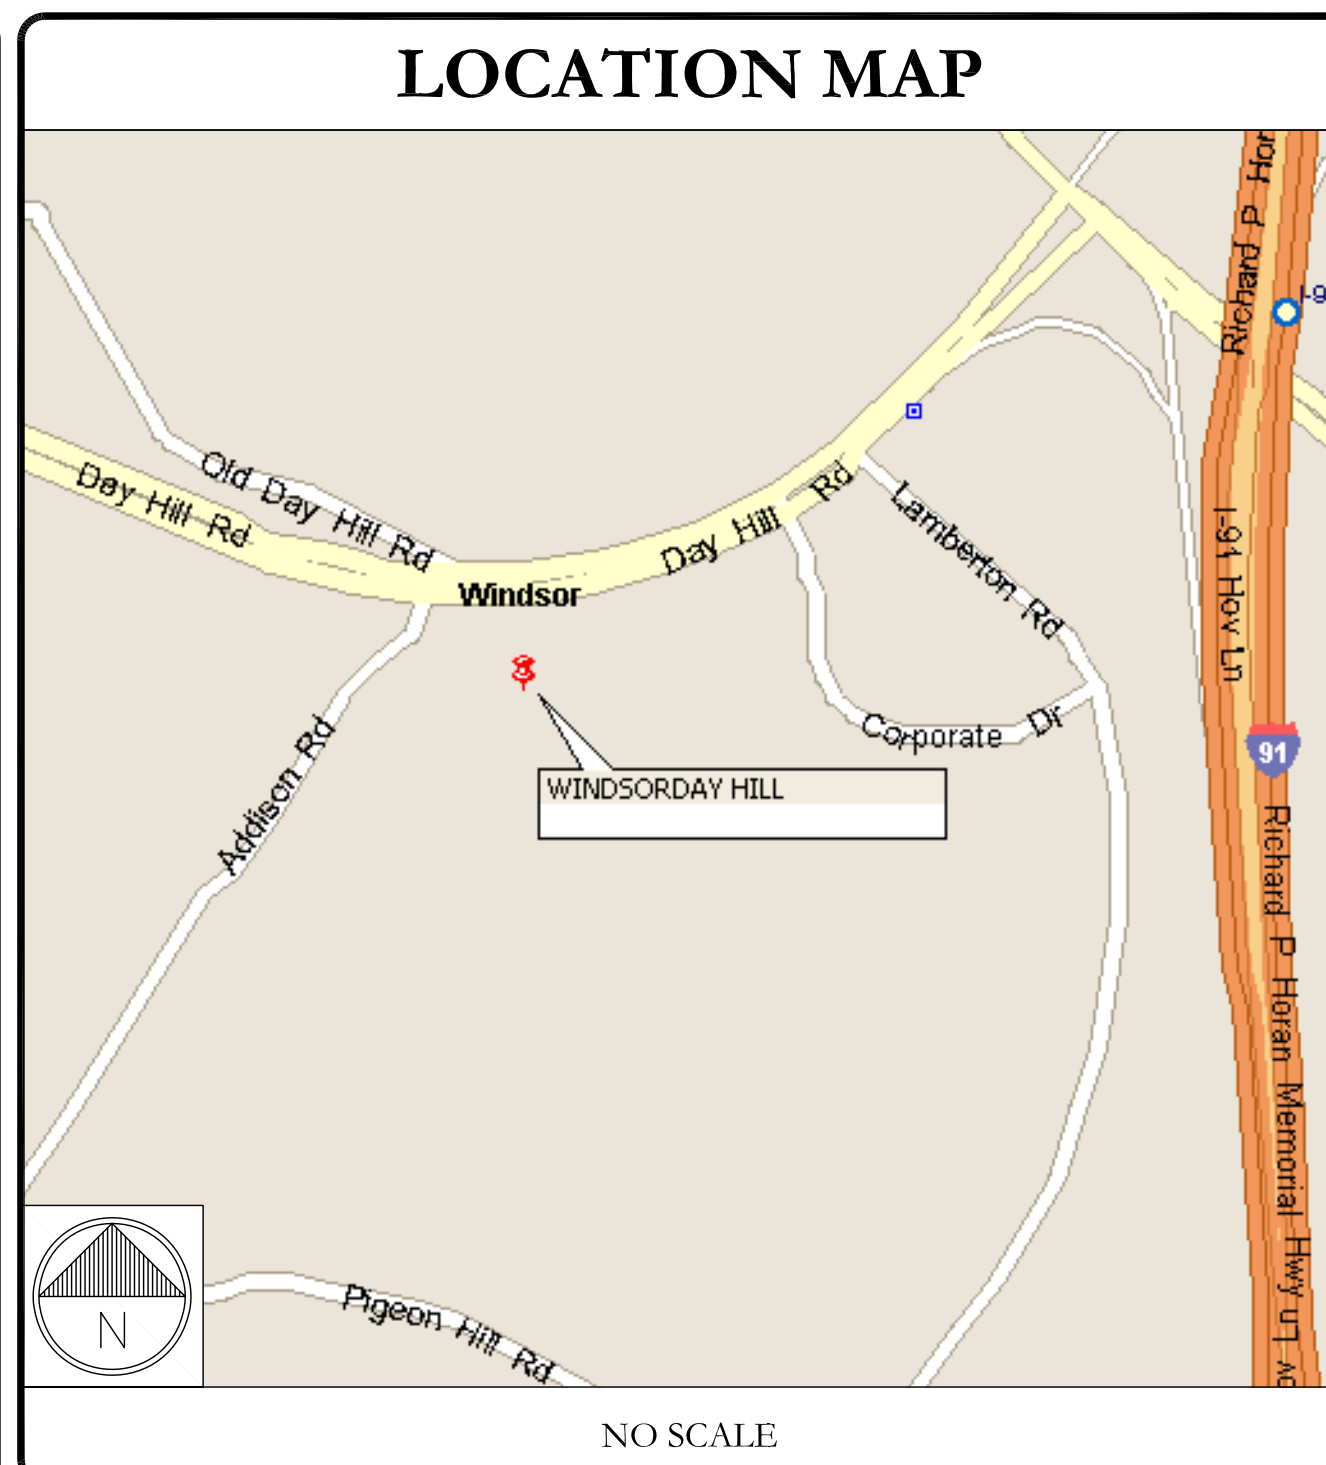 LOCATION MAP
Richard P Hor
I-9
Old Day Hill Rd
Day Hill Rd
Day Hill Rd
Lamberton Rd
I-91 Hov Ln
Windsor
Corporate Dr
Addison Rd
91
WINDSORDAY HILL
Richard P Horan Memorial Hwy
Pigeon Hill Rd
N
NO SCALE